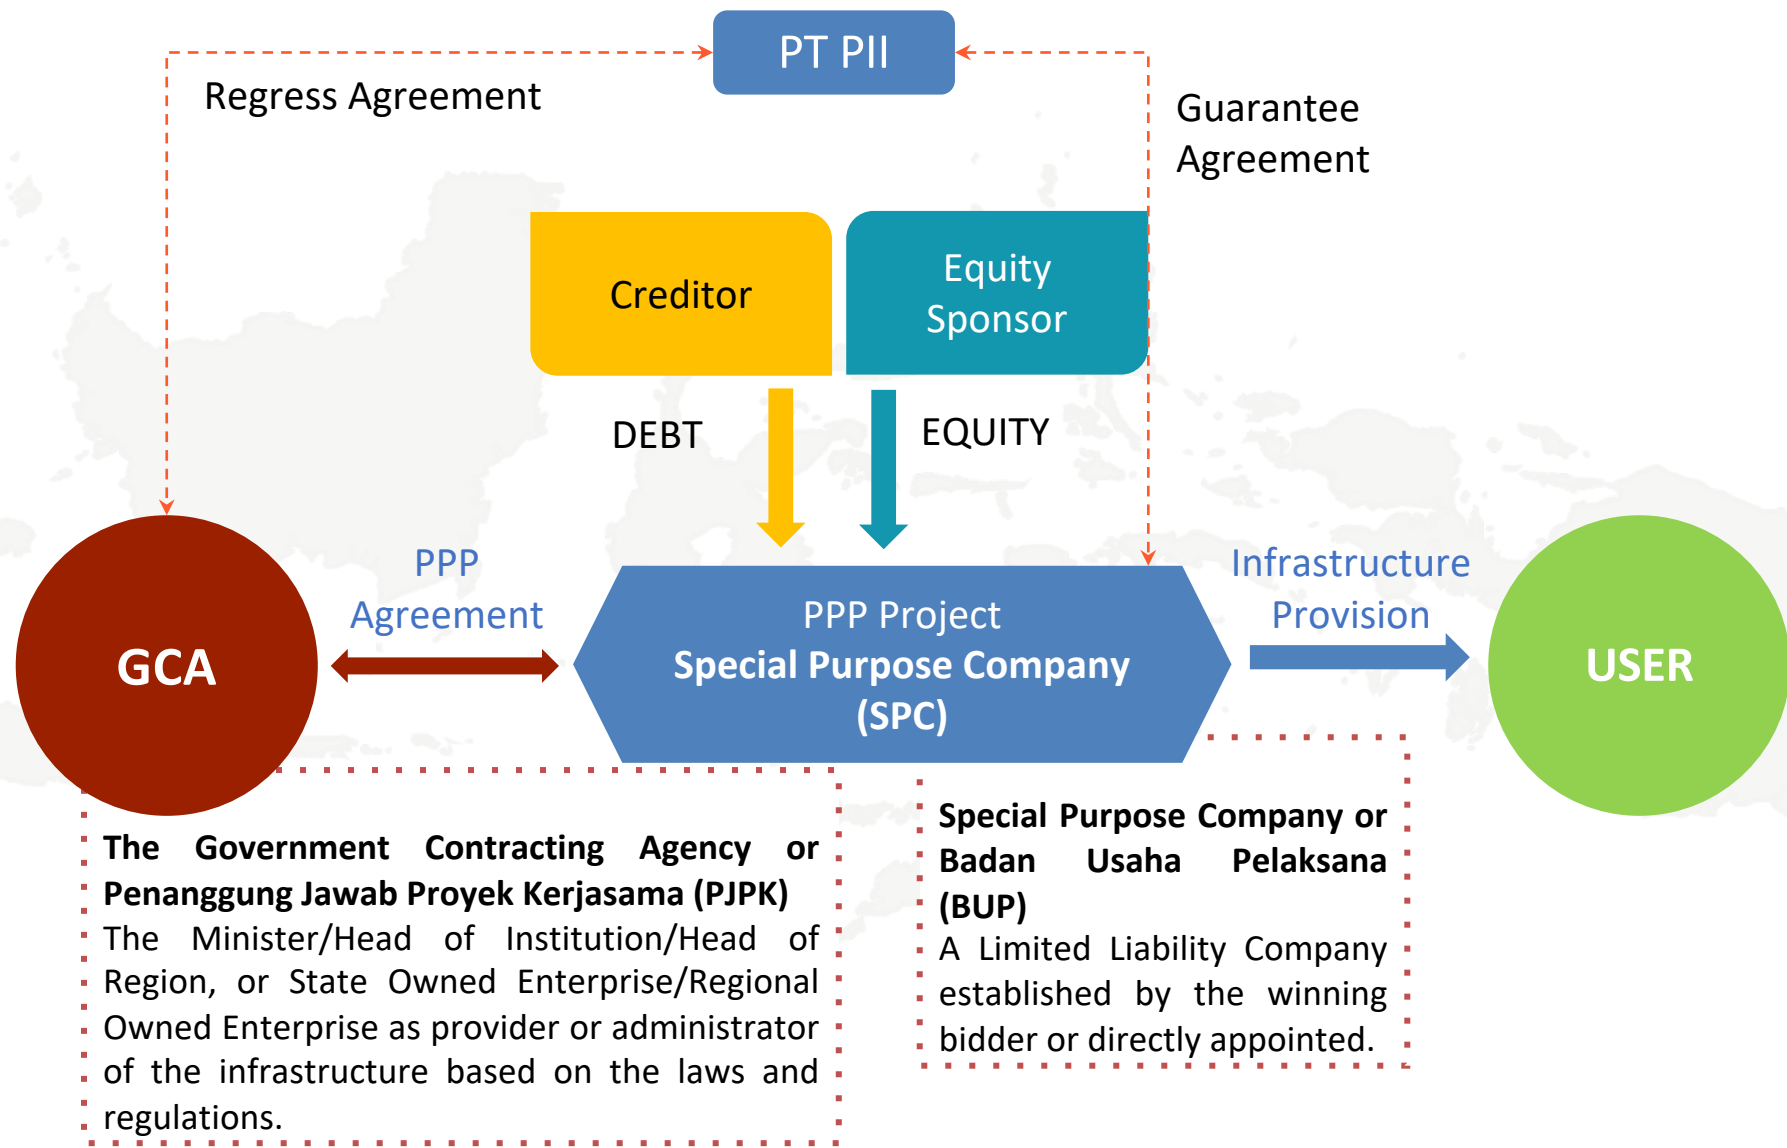 PT PII
Regress Agreement
Guarantee
Agreement
Creditor
Equity
Sponsor
DEBT
EQUITY
PPP
Agreement
Infrastructure
Provision
GCA
PPP Project
Special Purpose Company
(SPC)
USER
The Government Contracting Agency or
Penanggung Jawab Proyek Kerjasama (PJPK)
The Minister/Head of Institution/Head of
Region, or State Owned Enterprise/Regional
Owned Enterprise as provider or administrator
of the infrastructure based on the laws and
regulations.
Special Purpose Company or
Badan Usaha Pelaksana
(BUP)
A Limited Liability Company
established by the winning
bidder or directly appointed.